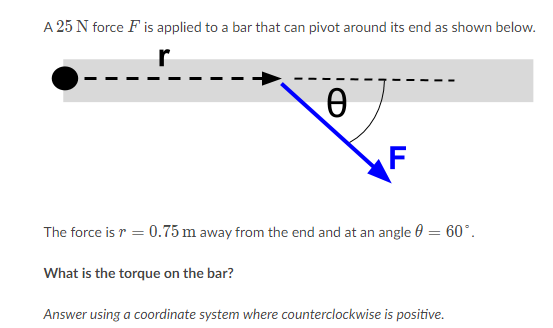 A 25 N force F is applied to a bar that can pivot around its end as shown below.
r
θ
F
The force is r = 0.75 m away from the end and at an angle θ = 60°.
What is the torque on the bar?
Answer using a coordinate system where counterclockwise is positive.